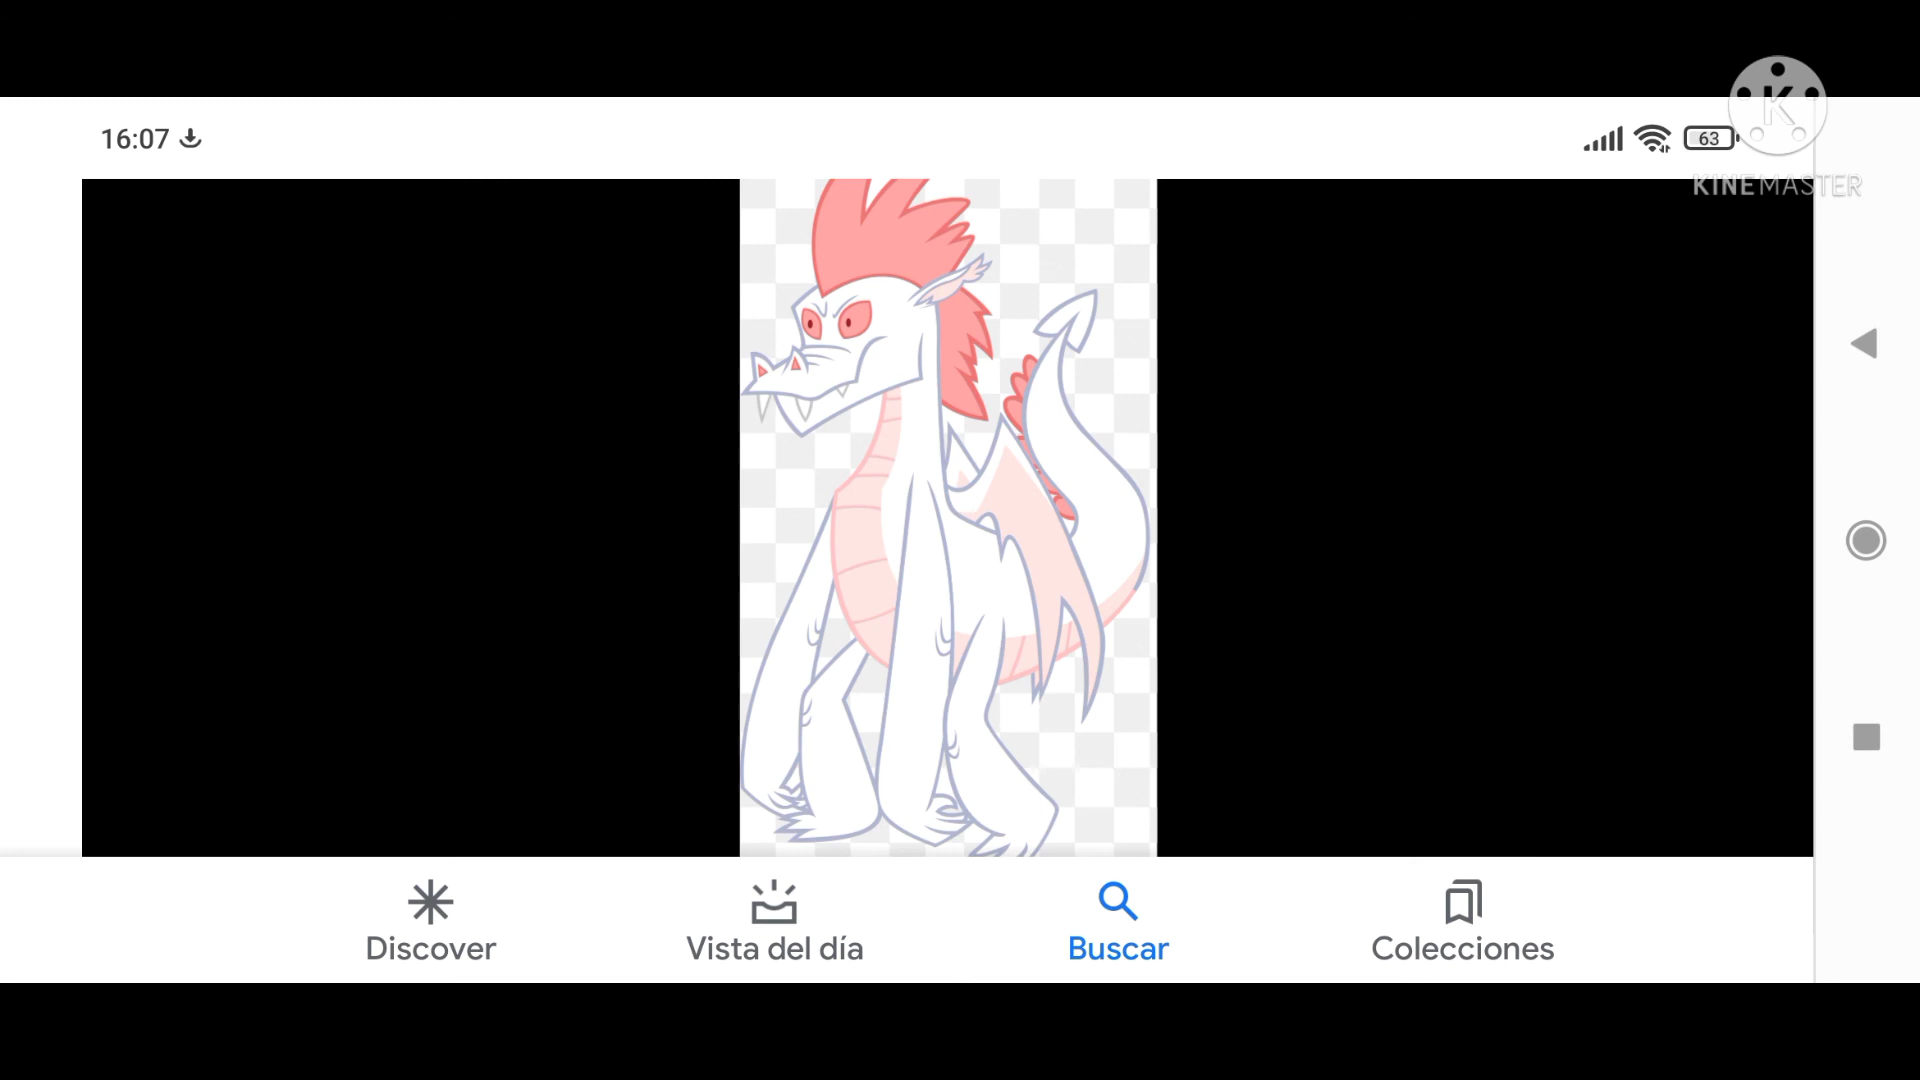 16:07
63
K
KINEMASTER
Discover
Vista del día
Buscar
Colecciones